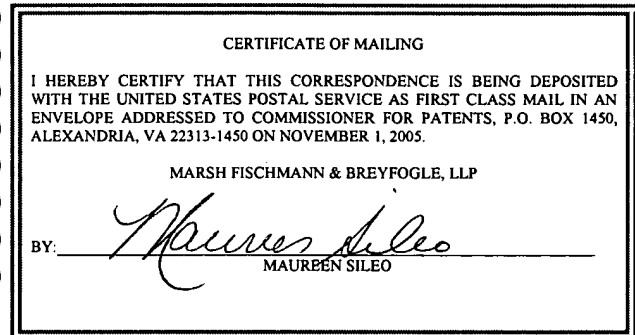 CERTIFICATE OF MAILING
I HEREBY CERTIFY THAT THIS CORRESPONDENCE IS BEING DEPOSITED
WITH THE UNITED STATES POSTAL SERVICE AS FIRST CLASS MAIL IN AN
ENVELOPE ADDRESSED TO COMMISSIONER FOR PATENTS, P.O. BOX 1450,
ALEXANDRIA, VA 22313-1450 ON NOVEMBER 1, 2005.
MARSH FISCHMANN & BREYFOGLE, LLP
BY: Maureen Sileo
MAUREEN SILEO